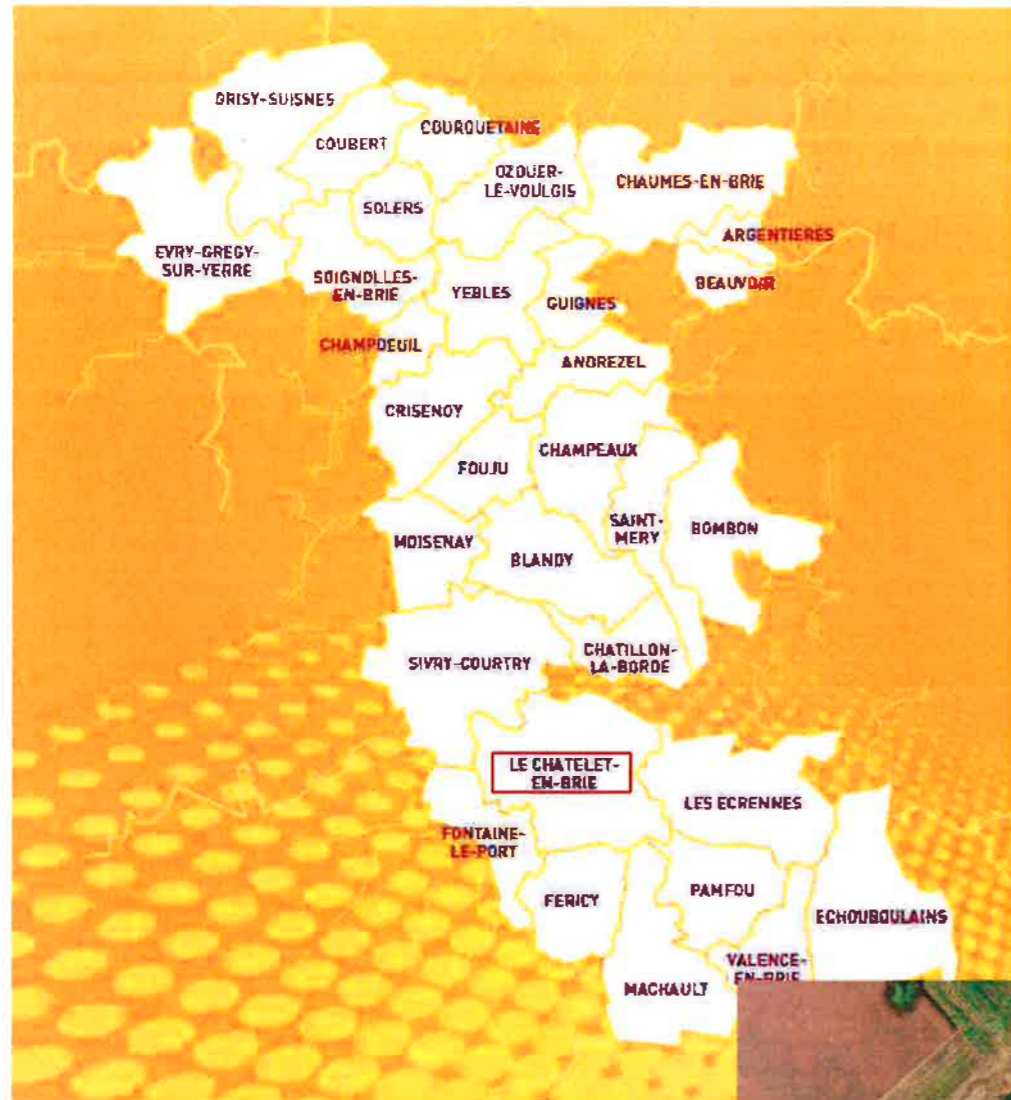 GRISY-SUISNES
COUBERT
COURQUETAINE
OZOUER-
LE-VOULGIS
CHAUMES-EN-BRIE
SOLERS
ARGENTIERES
EVRY-GREGY-
SUR-YERRE
SOIGNOLLES-
EN-BRIE
YEBLES
GUIGNES
BEAUVOIR
CHAMPDEUIL
ANDREZEL
CRISENOY
CHAMPEAUX
FOUJU
SAINT-
MERY
BOMBON
MOISENAY
BLANDY
CHATILLON-
LA-BORDE
SIVRY-COURTRY
LE CHATELET-
EN-BRIE
LES ECRENNES
FONTAINE-
LE-PORT
FERICY
PAMFOU
ECHOUBOULAINS
VALENCE-
EN-BRIE
MACHAULT